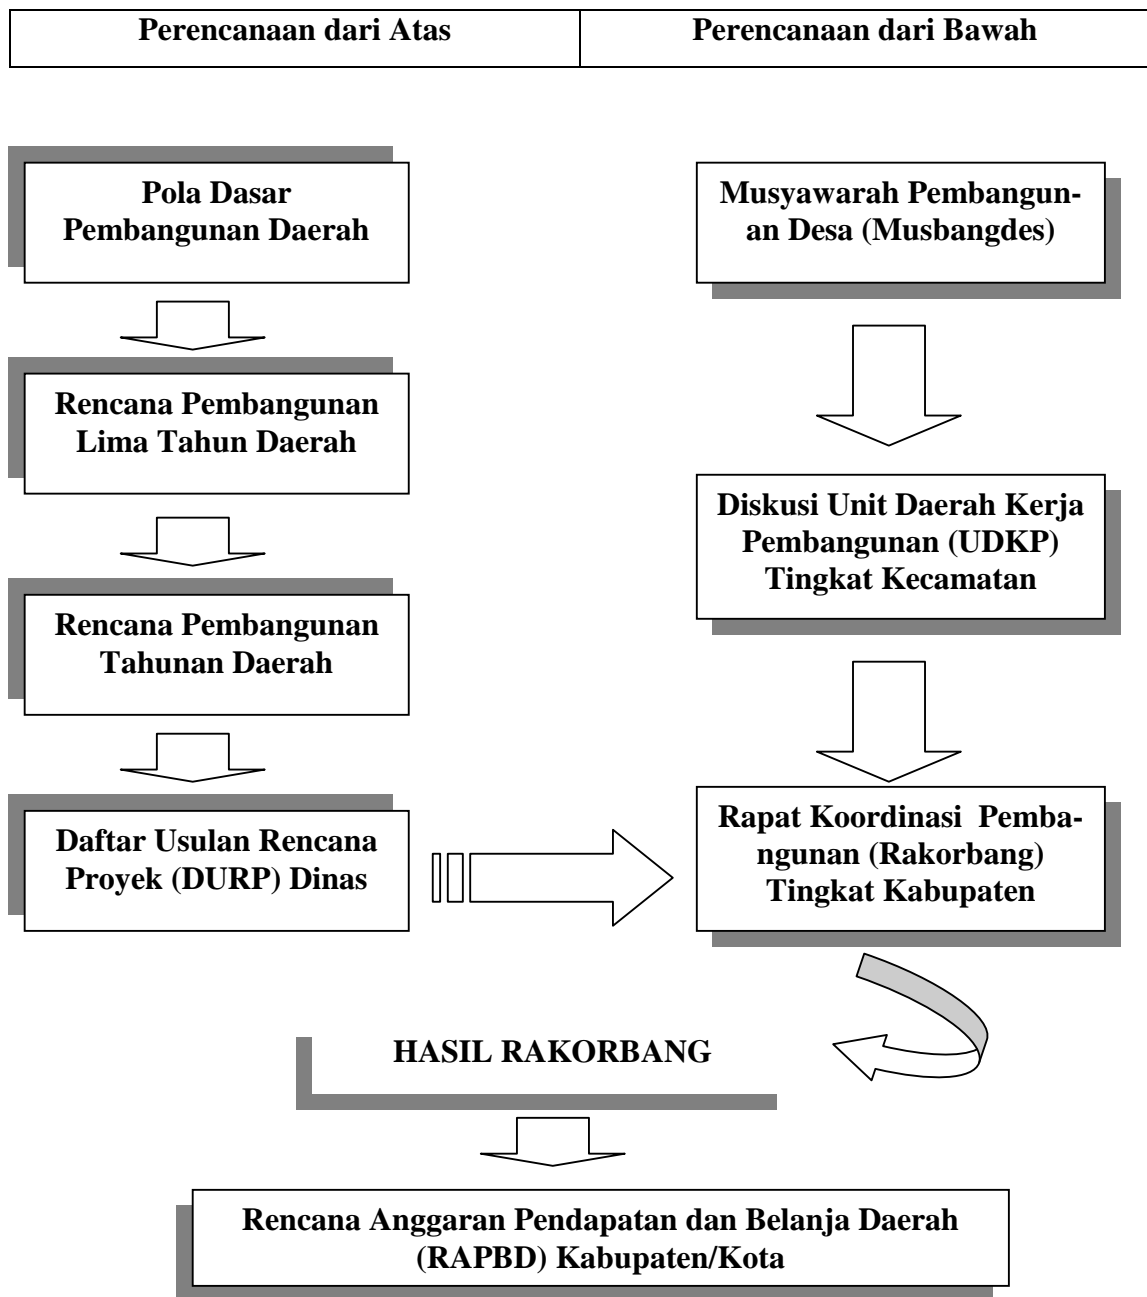 Perencanaan dari Atas
Perencanaan dari Bawah
Pola Dasar
Pembangunan Daerah
Rencana Pembangunan
Lima Tahun Daerah
Rencana Pembangunan
Tahunan Daerah
Daftar Usulan Rencana
Proyek (DURP) Dinas
Musyawarah Pembangun-
an Desa (Musbangdes)
Diskusi Unit Daerah Kerja
Pembangunan (UDKP)
Tingkat Kecamatan
Rapat Koordinasi Pemba-
ngunan (Rakorbang)
Tingkat Kabupaten
HASIL RAKORBANG
Rencana Anggaran Pendapatan dan Belanja Daerah
(RAPBD) Kabupaten/Kota